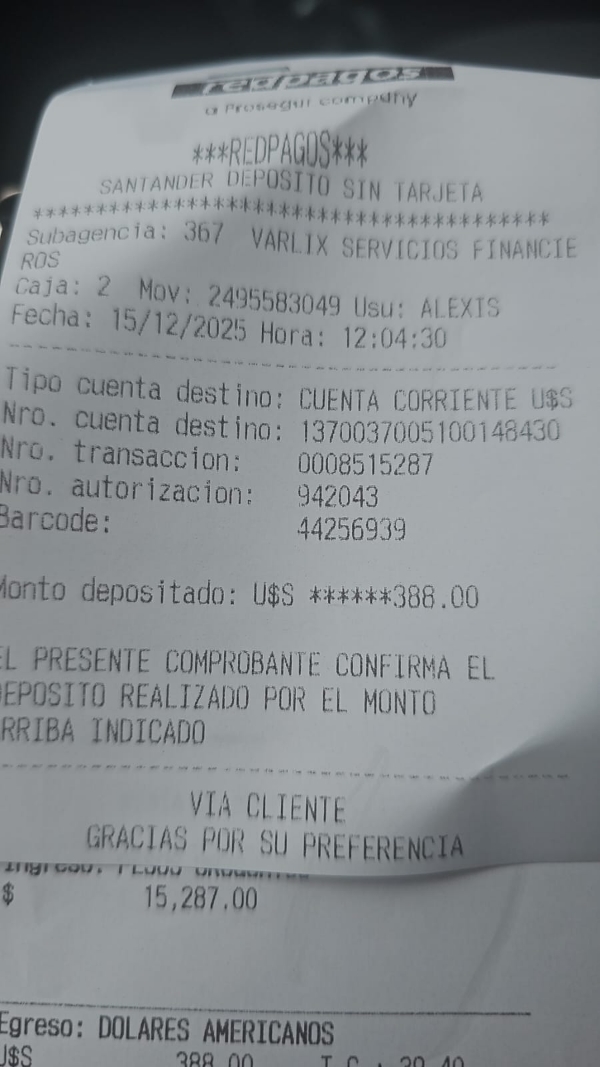 redpagos
a Prosegur company
***REDPAGOS***
SANTANDER DEPOSITO SIN TARJETA
****************************************
Subagencia: 367 VARLIX SERVICIOS FINANCIE
ROS
Caja: 2 Mov: 2495583049 Usu: ALEXIS
Fecha: 15/12/2025 Hora: 12:04:30
----------------------------------------
Tipo cuenta destino: CUENTA CORRIENTE U$S
Nro. cuenta destino: 1370037005100148430
Nro. transaccion: 0008515287
Nro. autorizacion: 942043
Barcode: 44256939
Monto depositado: U$S ******388.00
EL PRESENTE COMPROBANTE CONFIRMA EL
DEPOSITO REALIZADO POR EL MONTO
ARRIBA INDICADO
----------------------------------------
VIA CLIENTE
GRACIAS POR SU PREFERENCIA
$ 15,287.00
Egreso: DOLARES AMERICANOS
U$S 388.00